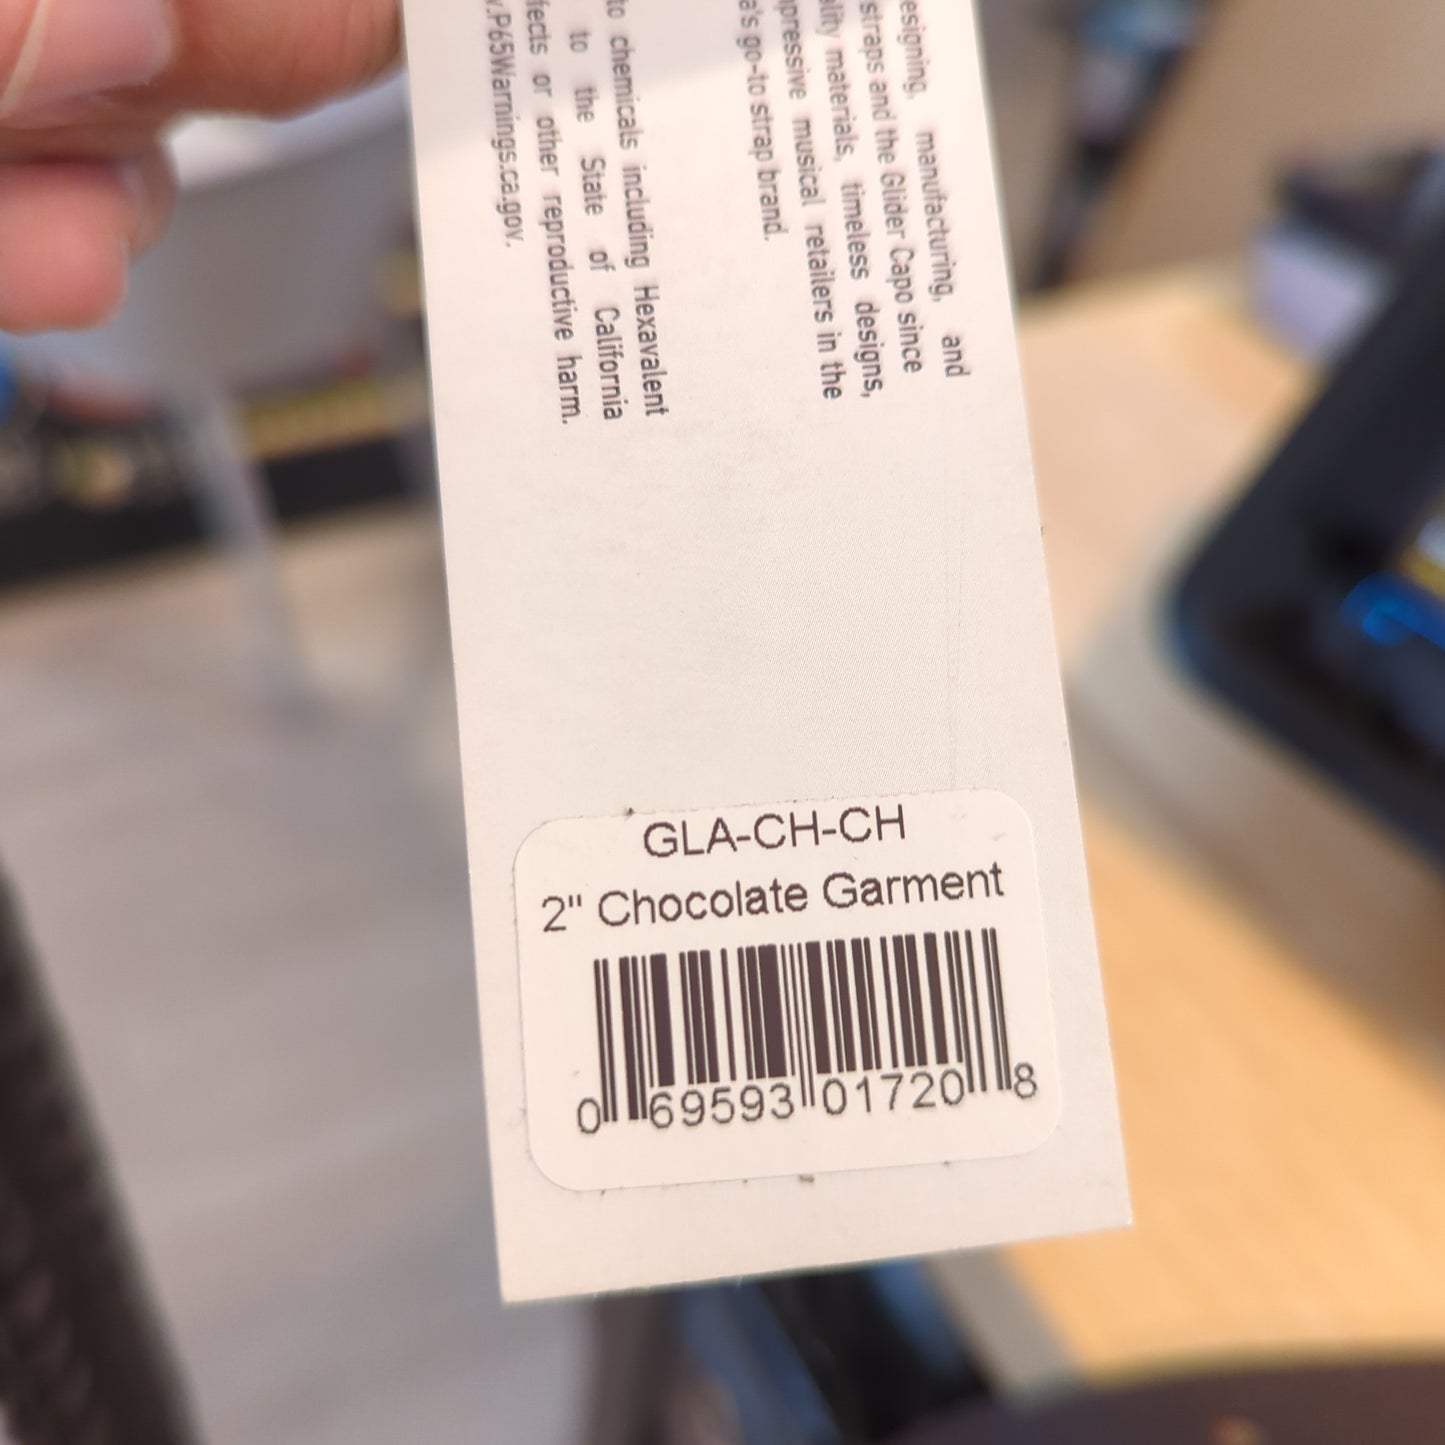 esigning, manufacturing, and
straps and the Glider Capo since
lity materials, timeless designs,
pressive musical retailers in the
a's go-to strap brand.
to chemicals including Hexavalent
to the State of California
fects or other reproductive harm.
.P65Warnings.ca.gov.
GLA-CH-CH
2" Chocolate Garment
0 69593 01720 8